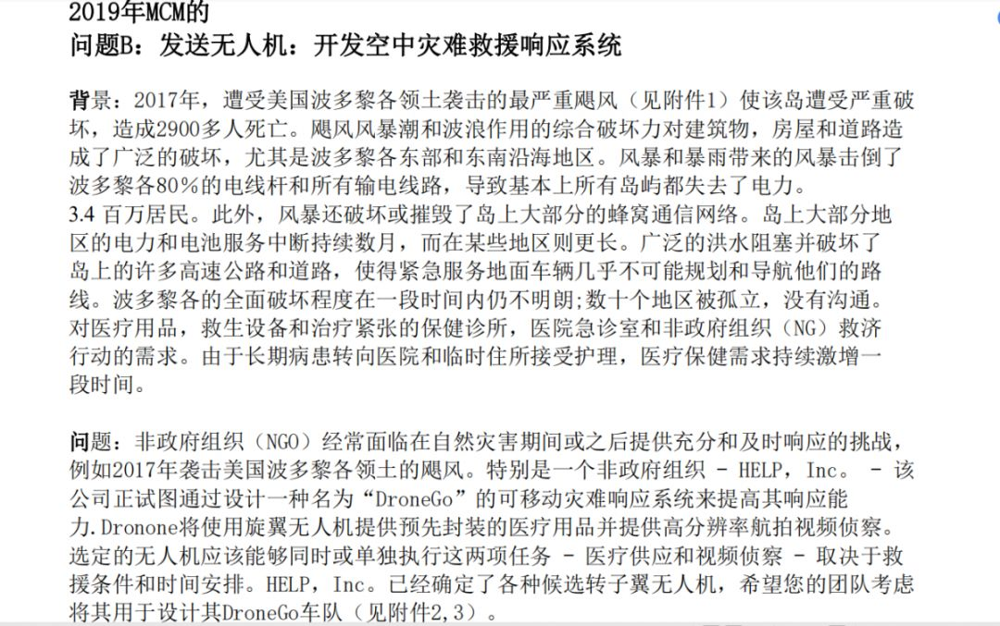 2019年MCM的
问题B：发送无人机：开发空中灾难救援响应系统
背景：2017年，遭受美国波多黎各领土袭击的最严重飓风（见附件1）使该岛遭受严重破
坏，造成2900多人死亡。飓风风暴潮和波浪作用的综合破坏力对建筑物，房屋和道路造
成了广泛的破坏，尤其是波多黎各东部和东南沿海地区。风暴和暴雨带来的风暴击倒了
波多黎各80％的电线杆和所有输电线路，导致基本上所有岛屿都失去了电力。
3.4 百万居民。此外，风暴还破坏或摧毁了岛上大部分的蜂窝通信网络。岛上大部分地
区的电力和电池服务中断持续数月，而在某些地区则更长。广泛的洪水阻塞并破坏了
岛上的许多高速公路和道路，使得紧急服务地面车辆几乎不可能规划和导航他们的路
线。波多黎各的全面破坏程度在一段时间内仍不明朗;数十个地区被孤立，没有沟通。
对医疗用品，救生设备和治疗紧张的保健诊所，医院急诊室和非政府组织（NG）救济
行动的需求。由于长期病患转向医院和临时住所接受护理，医疗保健需求持续激增一
段时间。
问题：非政府组织（NGO）经常面临在自然灾害期间或之后提供充分和及时响应的挑战，
例如2017年袭击美国波多黎各领土的飓风。特别是一个非政府组织 - HELP，Inc。 - 该
公司正试图通过设计一种名为“DroneGo”的可移动灾难响应系统来提高其响应能
力.Dronone将使用旋翼无人机提供预先封装的医疗用品并提供高分辨率航拍视频侦察。
选定的无人机应该能够同时或单独执行这两项任务 - 医疗供应和视频侦察 - 取决于救
援条件和时间安排。HELP，Inc。已经确定了各种候选转子翼无人机，希望您的团队考虑
将其用于设计其DroneGo车队（见附件2,3）。